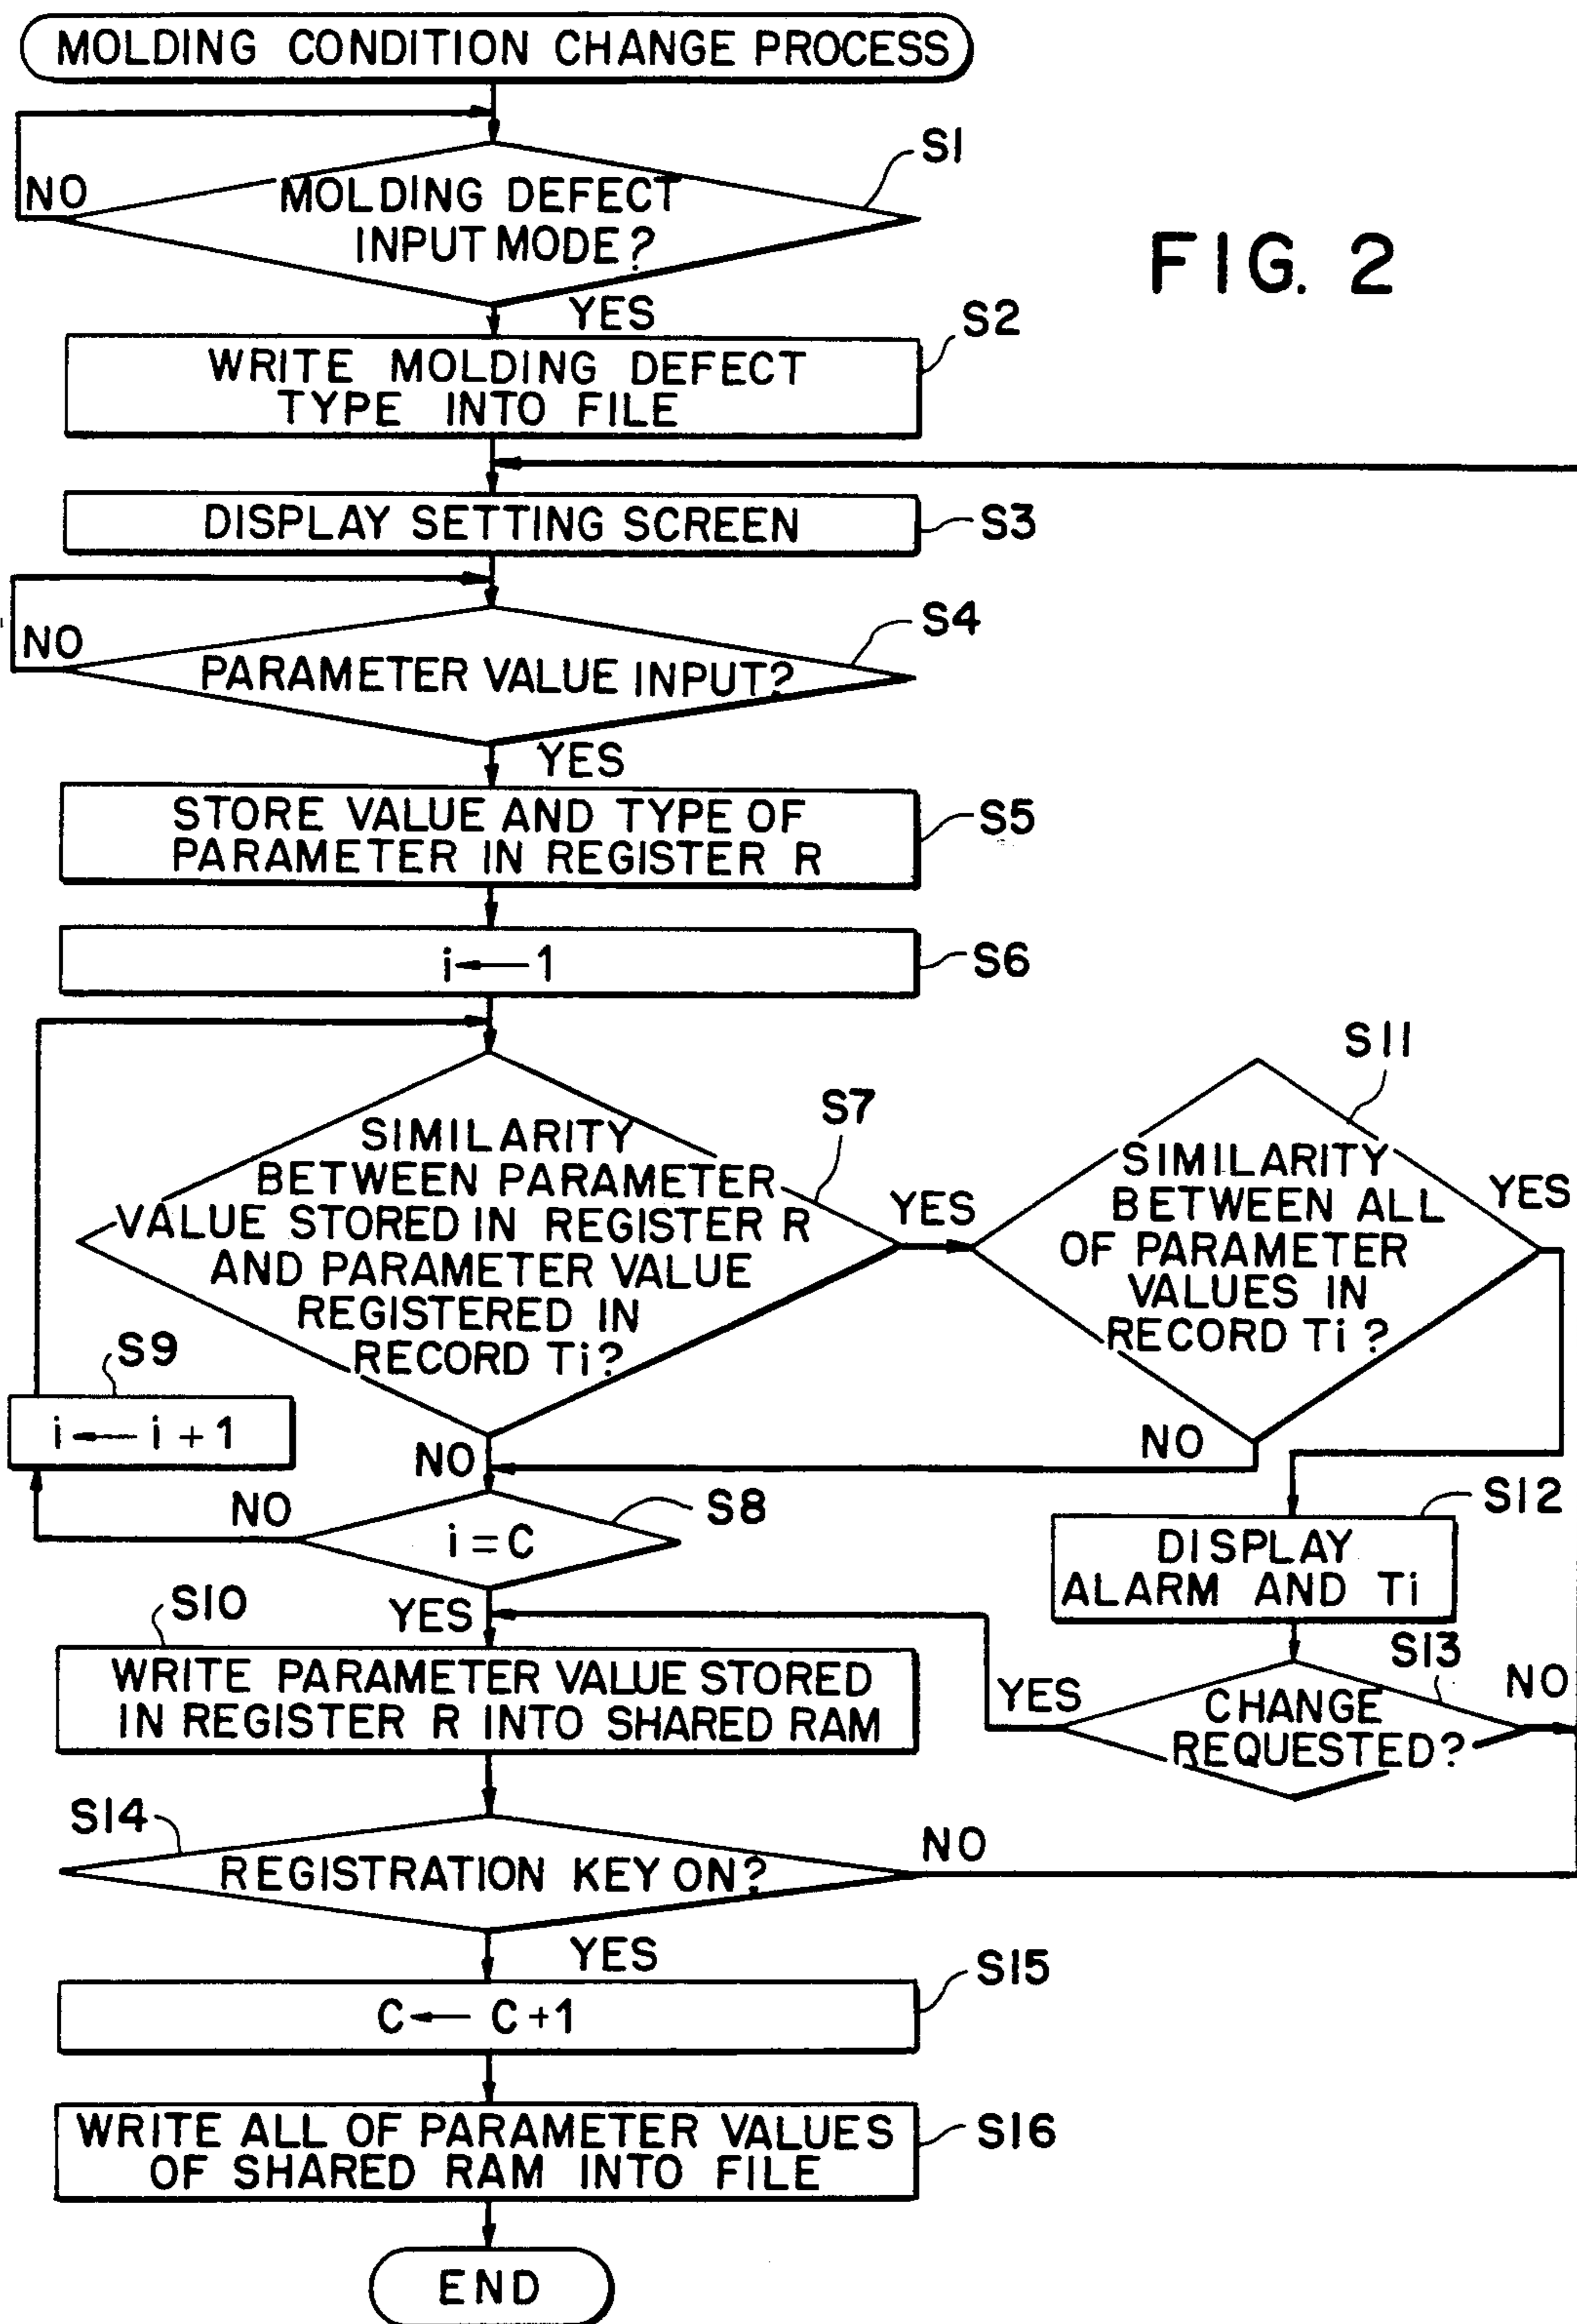 MOLDING CONDITION CHANGE PROCESS
S1
NO
MOLDING DEFECT
INPUT MODE?
FIG. 2
YES
S2
WRITE MOLDING DEFECT
TYPE INTO FILE
DISPLAY SETTING SCREEN
S3
S4
NO
PARAMETER VALUE INPUT?
YES
STORE VALUE AND TYPE OF
PARAMETER IN REGISTER R
S5
i ← 1
S6
S7
SIMILARITY
BETWEEN PARAMETER
VALUE STORED IN REGISTER R
AND PARAMETER VALUE
REGISTERED IN
RECORD Ti?
YES
NO
S11
SIMILARITY
BETWEEN ALL
OF PARAMETER
VALUES IN
RECORD Ti?
YES
NO
S9
i ← i + 1
NO
S8
i = C
YES
S12
DISPLAY
ALARM AND Ti
S13
CHANGE
REQUESTED?
YES
NO
S10
WRITE PARAMETER VALUE STORED
IN REGISTER R INTO SHARED RAM
S14
REGISTRATION KEY ON?
NO
YES
S15
C ← C + 1
WRITE ALL OF PARAMETER VALUES
OF SHARED RAM INTO FILE
S16
END